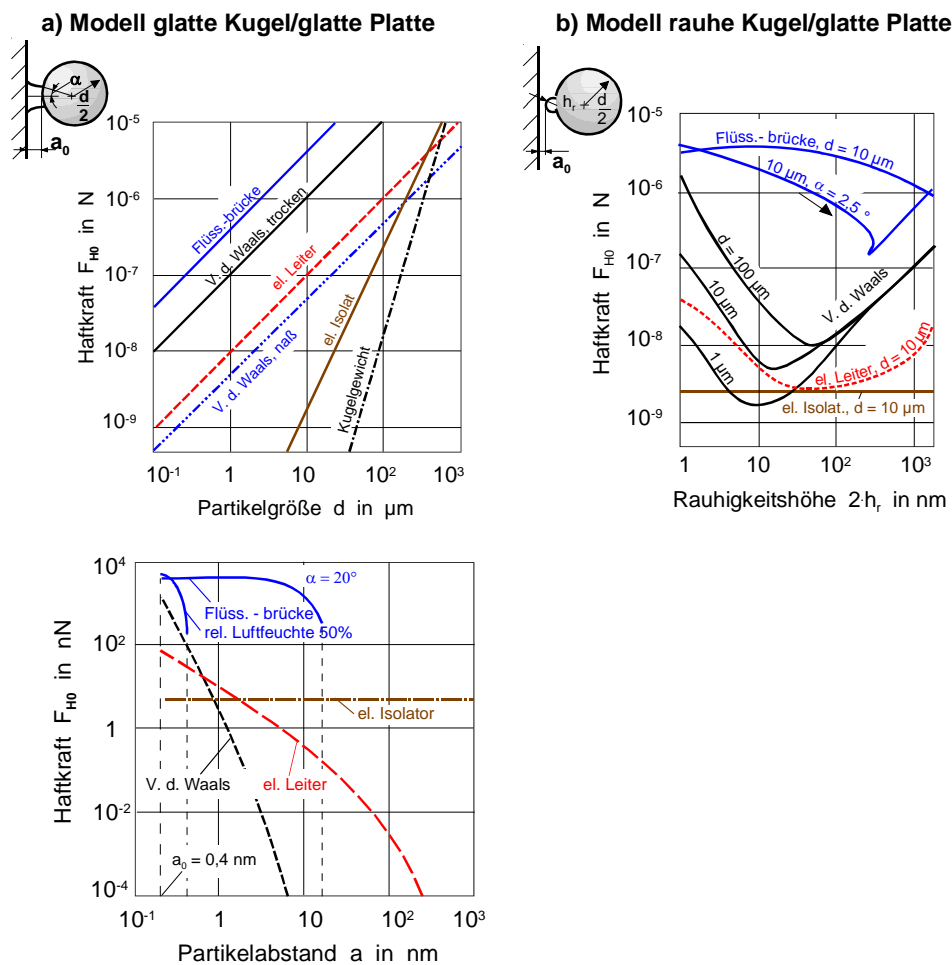 a) Modell glatte Kugel/glatte Platte
α
d
2
a₀
Haftkraft F_H0 in N
10⁻⁵
10⁻⁶
10⁻⁷
10⁻⁸
10⁻⁹
Flüss.-brücke
V. d. Waals, trocken
el. Leiter
V. d. Waals, naß
el. Isolat
Kugelgewicht
10⁻¹ 1 10 10² 10³
Partikelgröße d in µm
b) Modell rauhe Kugel/glatte Platte
h_r
d
2
a₀
Haftkraft F_H0 in N
10⁻⁵
10⁻⁶
10⁻⁷
10⁻⁸
10⁻⁹
Flüss.- brücke, d = 10 µm
10 µm, α = 2,5 °
d = 100 µm
10 µm
1 µm
V. d. Waals
el. Leiter, d = 10 µm
el. Isolat., d = 10 µm
1 10 10² 10³
Rauhigkeitshöhe 2·h_r in nm
Haftkraft F_H0 in nN
10⁴
10²
1
10⁻²
10⁻⁴
α = 20°
Flüss. - brücke
rel. Luftfeuchte 50%
el. Isolator
V. d. Waals
el. Leiter
a₀ = 0,4 nm
10⁻¹ 1 10 10² 10³
Partikelabstand a in nm